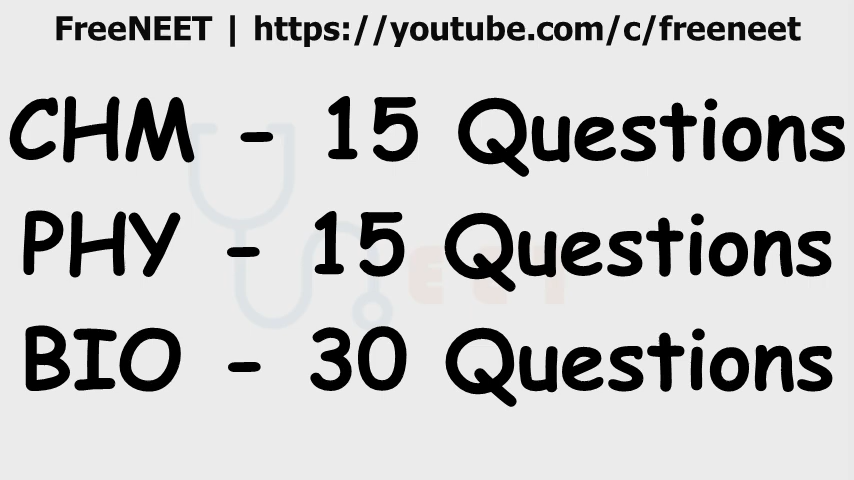 FreeNEET | https://youtube.com/c/freeneet
CHM - 15 Questions
PHY - 15 Questions
BIO - 30 Questions